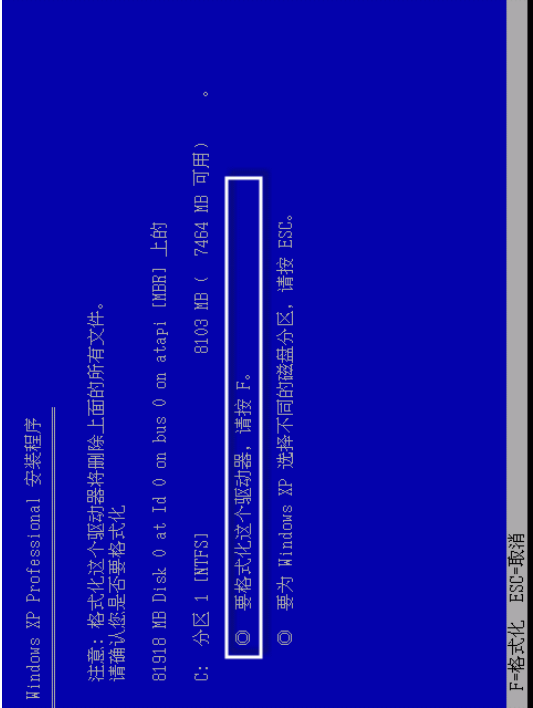 Windows XP Professional 安装程序
注意: 格式化这个驱动器将删除上面的所有文件。
请确认您是否要格式化
81918 MB Disk 0 at Id 0 on bus 0 on atapi [MBR] 上的
C: 分区 1 [NTFS] 8103 MB ( 7464 MB 可用) 。
◎ 要格式化这个驱动器, 请按 F。
◎ 要为 Windows XP 选择不同的磁盘分区, 请按 ESC。
F=格式化 ESC=取消